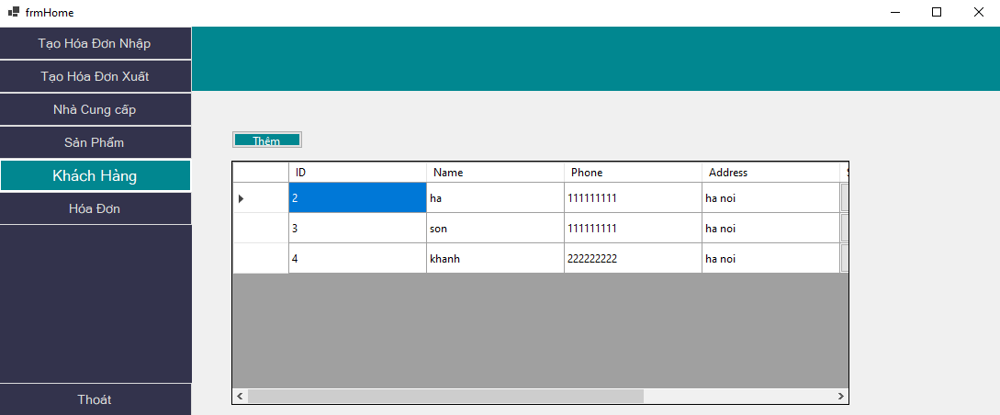 frmHome
Tạo Hóa Đơn Nhập
Tạo Hóa Đơn Xuất
Nhà Cung cấp
Sản Phẩm
Khách Hàng
Hóa Đơn
Thoát
Thêm
ID Name Phone Address
2 ha 111111111 ha noi
3 son 111111111 ha noi
4 khanh 222222222 ha noi